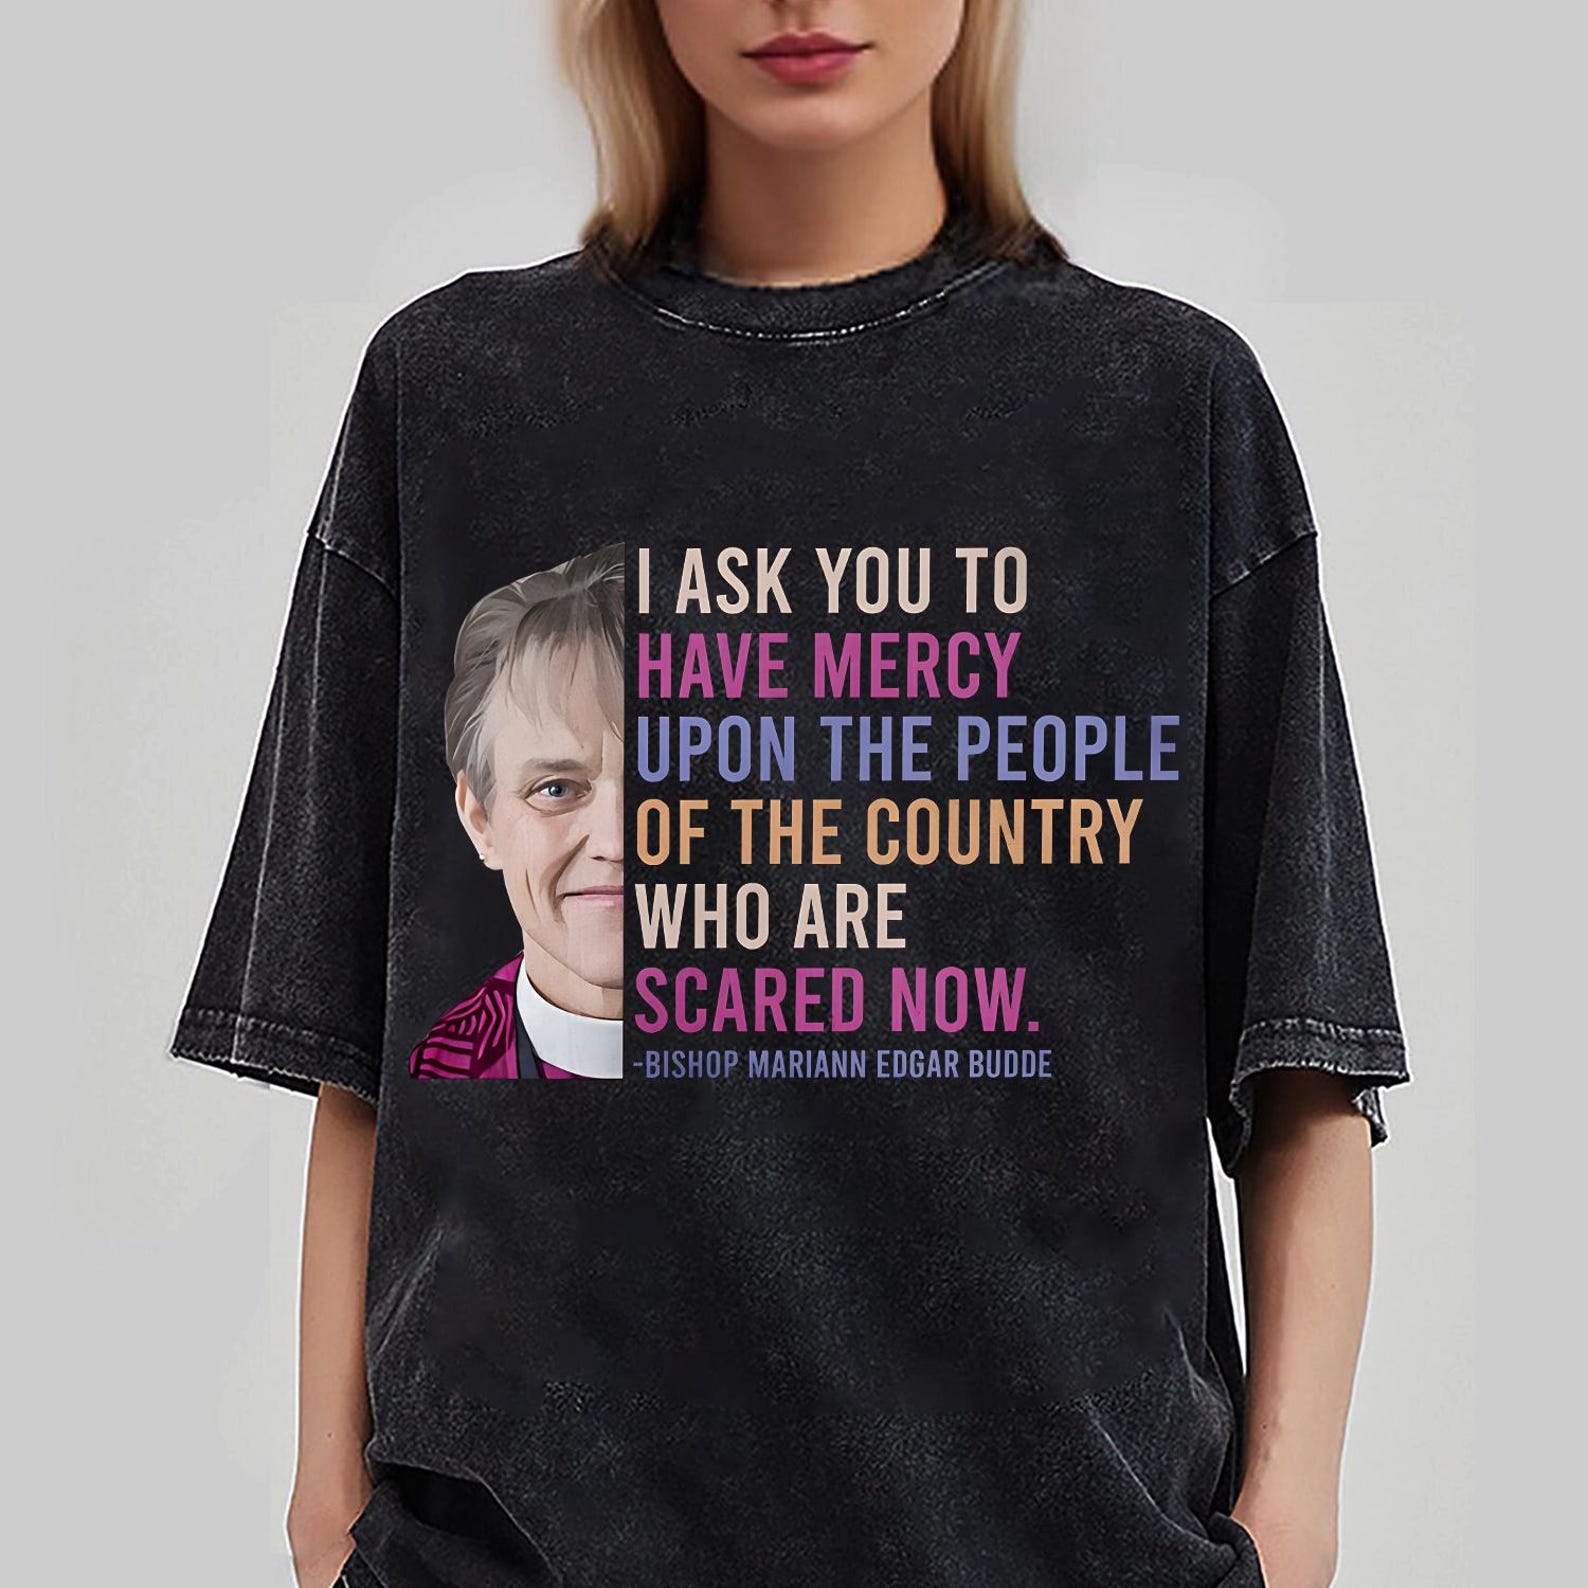 I ASK YOU TO
HAVE MERCY
UPON THE PEOPLE
OF THE COUNTRY
WHO ARE
SCARED NOW.
-BISHOP MARIANN EDGAR BUDDE